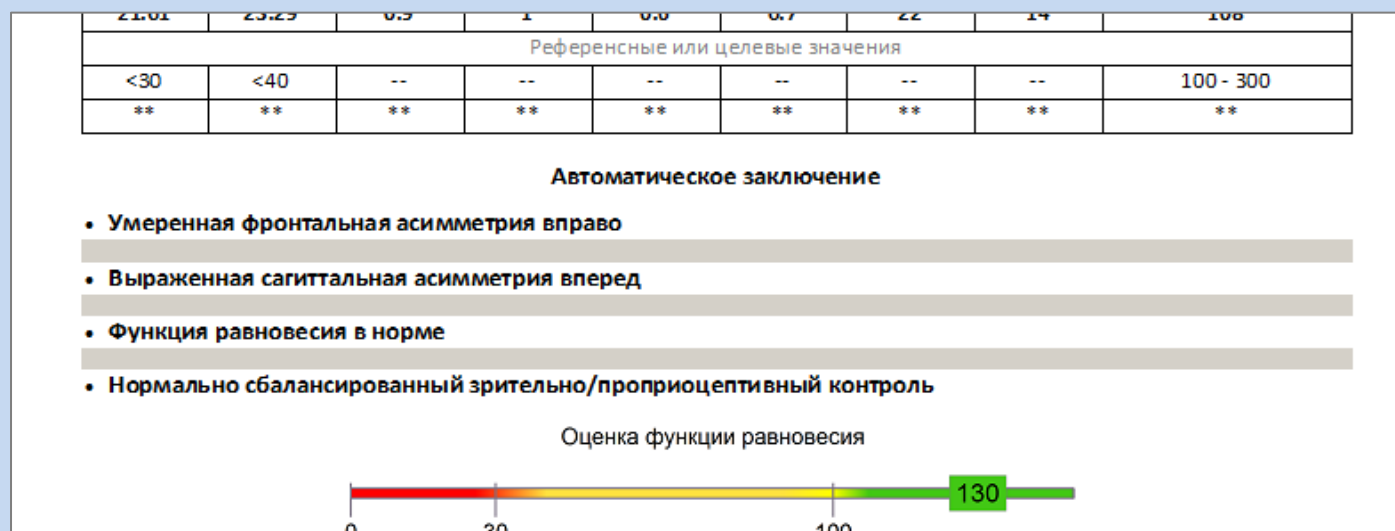 Референсные или целевые значения
<30 <40 -- -- -- -- -- -- 100 - 300
** ** ** ** ** ** ** ** **
Автоматическое заключение
• Умеренная фронтальная асимметрия вправо
• Выраженная сагиттальная асимметрия вперед
• Функция равновесия в норме
• Нормально сбалансированный зрительно/проприоцептивный контроль
Оценка функции равновесия
130